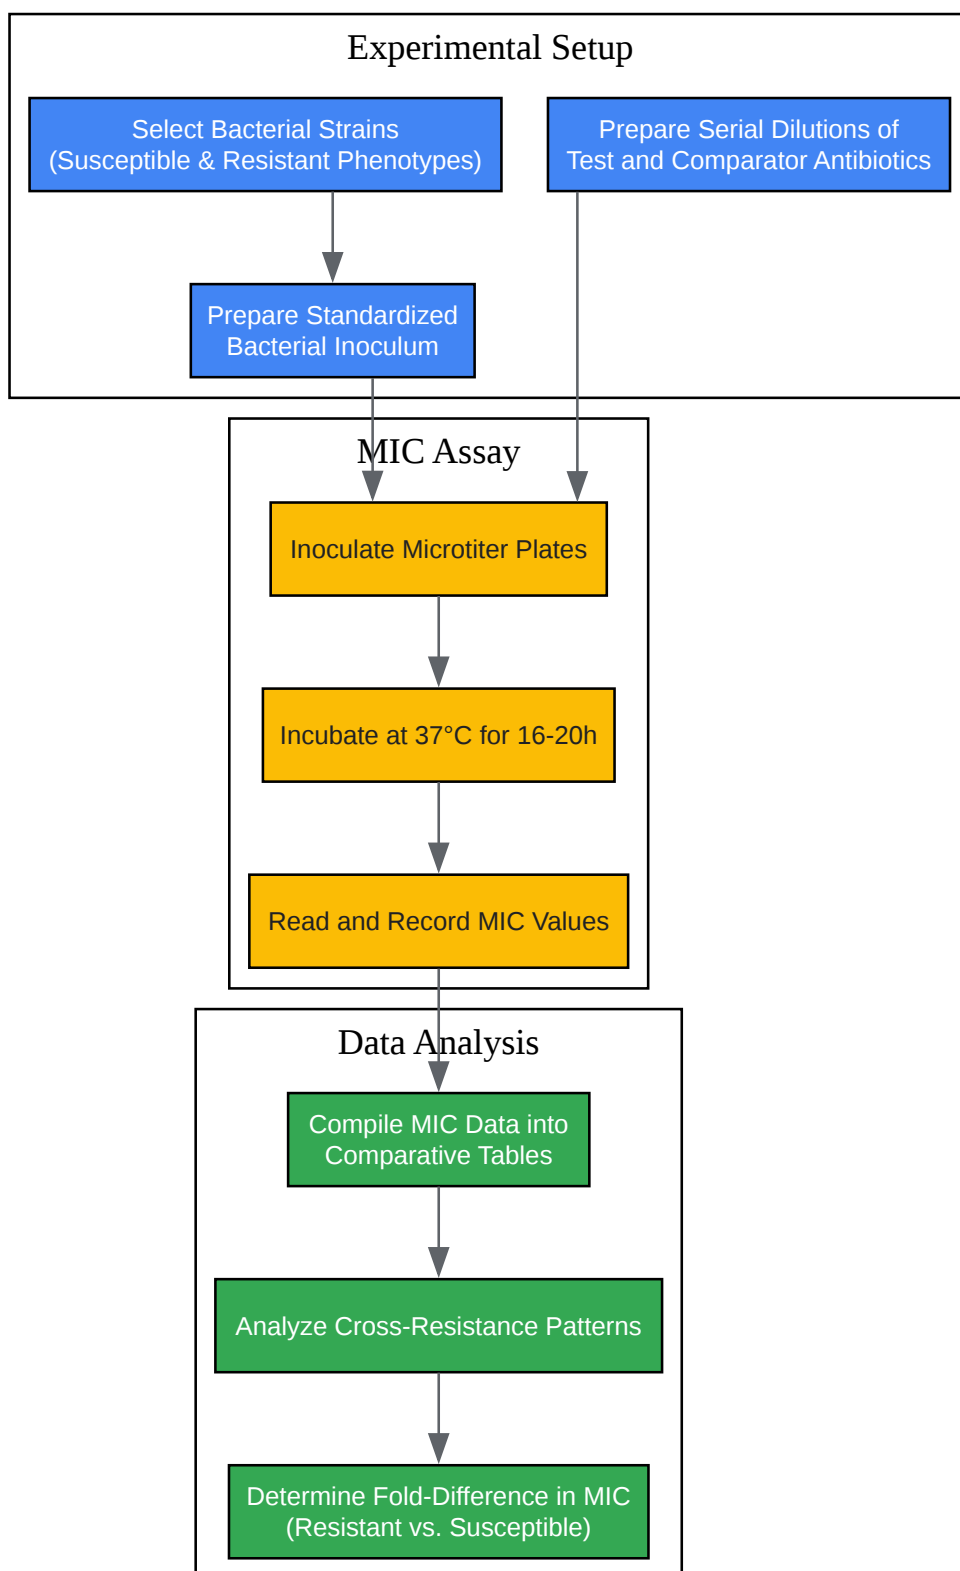 Experimental Setup
Select Bacterial Strains
(Susceptible & Resistant Phenotypes)
Prepare Serial Dilutions of
Test and Comparator Antibiotics
Prepare Standardized
Bacterial Inoculum
MIC Assay
Inoculate Microtiter Plates
Incubate at 37°C for 16-20h
Read and Record MIC Values
Data Analysis
Compile MIC Data into
Comparative Tables
Analyze Cross-Resistance Patterns
Determine Fold-Difference in MIC
(Resistant vs. Susceptible)